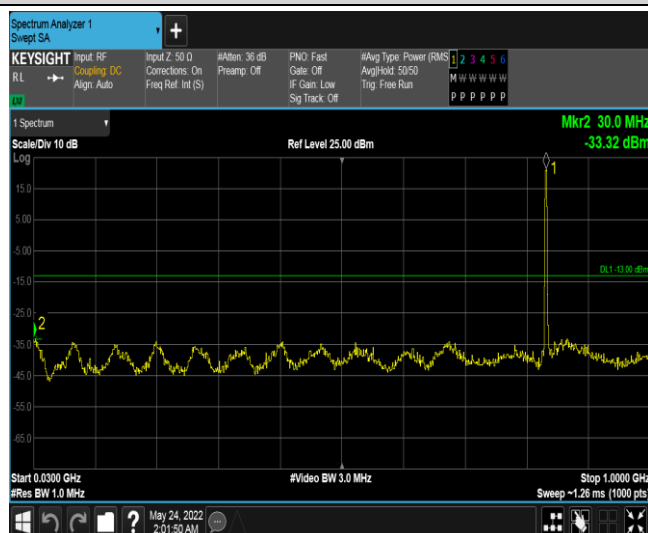 Spectrum Analyzer 1
Swept SA
+
KEYSIGHT Input: RF Input Z: 50 Ω #Atten: 36 dB PNO: Fast #Avg Type: Power (RMS 1 2 3 4 5 6
RL Coupling: DC Corrections: On Preamp: Off Gate: Off Avg|Hold: 50/50 M W W W W W
Align: Auto Freq Ref: Int (S) IF Gain: Low Trig: Free Run
Sig Track: Off P P P P P P
LXI
1 Spectrum Mkr2 30.0 MHz
Scale/Div 10 dB Ref Level 25.00 dBm -33.32 dBm
Log
1
15.0
5.00
-5.00
DL1 -13.00 dBm
-15.0
-25.0
2
-35.0
-45.0
-55.0
-65.0
Start 0.0300 GHz #Video BW 3.0 MHz Stop 1.0000 GHz
#Res BW 1.0 MHz Sweep ~1.26 ms (1000 pts)
? May 24, 2022
2:01:50 AM